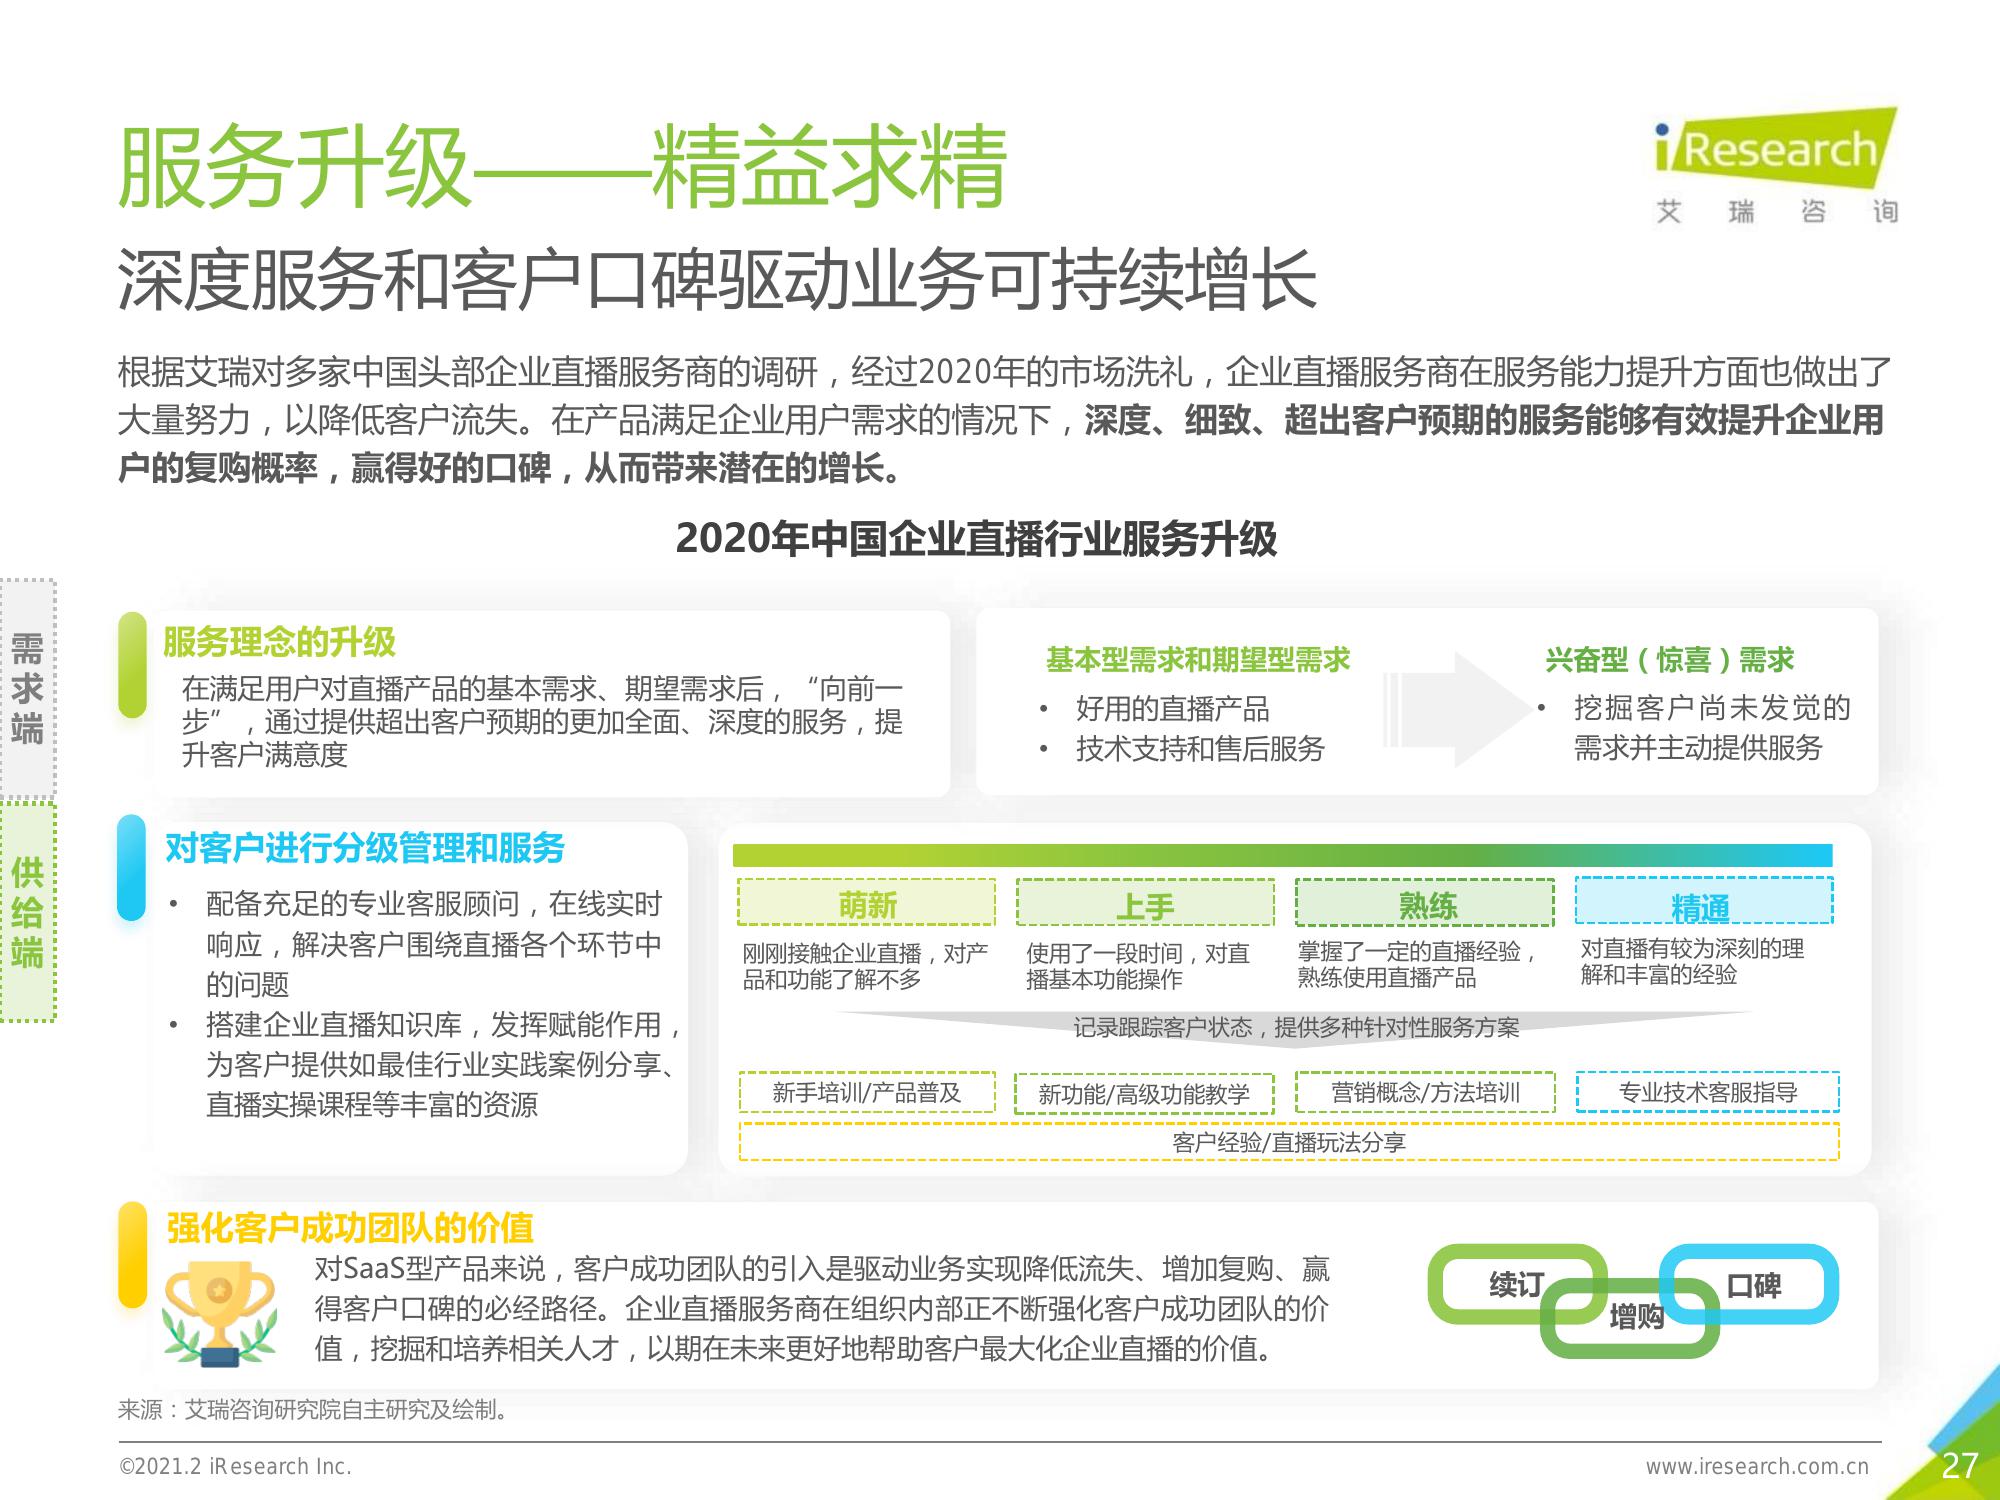 服务升级——精益求精
iResearch
艾瑞咨询
深度服务和客户口碑驱动业务可持续增长
根据艾瑞对多家中国头部企业直播服务商的调研，经过2020年的市场洗礼，企业直播服务商在服务能力提升方面也做出了
大量努力，以降低客户流失。在产品满足企业用户需求的情况下，深度、细致、超出客户预期的服务能够有效提升企业用
户的复购概率，赢得好的口碑，从而带来潜在的增长。
2020年中国企业直播行业服务升级
需求端
供给端
服务理念的升级
在满足用户对直播产品的基本需求、期望需求后，“向前一
步”，通过提供超出客户预期的更加全面、深度的服务，提
升客户满意度
基本型需求和期望型需求
• 好用的直播产品
• 技术支持和售后服务
兴奋型（惊喜）需求
• 挖掘客户尚未发觉的
需求并主动提供服务
对客户进行分级管理和服务
• 配备充足的专业客服顾问，在线实时
响应，解决客户围绕直播各个环节中
的问题
• 搭建企业直播知识库，发挥赋能作用，
为客户提供如最佳行业实践案例分享、
直播实操课程等丰富的资源
萌新
上手
熟练
精通
刚刚接触企业直播，对产
品和功能了解不多
使用了一段时间，对直
播基本功能操作
掌握了一定的直播经验，
熟练使用直播产品
对直播有较为深刻的理
解和丰富的经验
记录跟踪客户状态，提供多种针对性服务方案
新手培训/产品普及
新功能/高级功能教学
营销概念/方法培训
专业技术客服指导
客户经验/直播玩法分享
强化客户成功团队的价值
对SaaS型产品来说，客户成功团队的引入是驱动业务实现降低流失、增加复购、赢
得客户口碑的必经路径。企业直播服务商在组织内部正不断强化客户成功团队的价
值，挖掘和培养相关人才，以期在未来更好地帮助客户最大化企业直播的价值。
续订
增购
口碑
来源：艾瑞咨询研究院自主研究及绘制。
©2021.2 iResearch Inc.
www.iresearch.com.cn
27